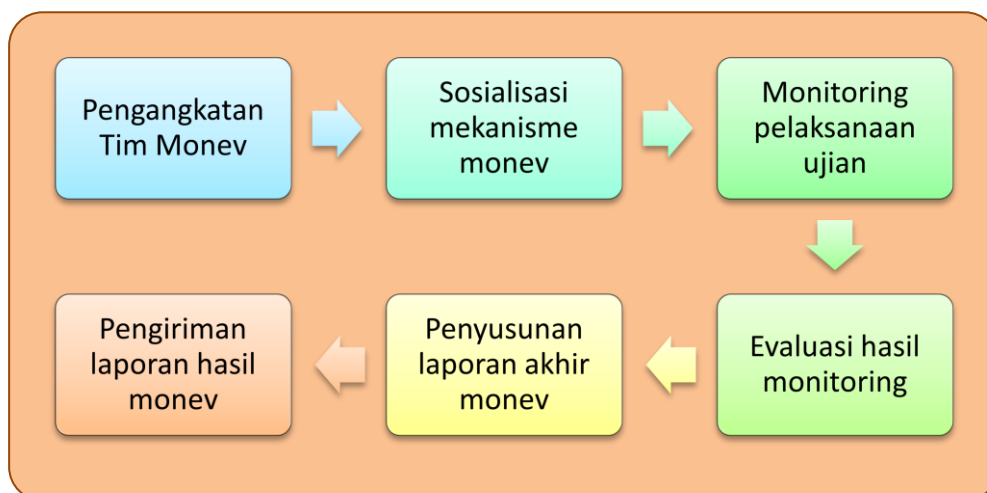 Pengangkatan
Tim Monev
Sosialisasi
mekanisme
monev
Monitoring
pelaksanaan
ujian
Evaluasi hasil
monitoring
Penyusunan
laporan akhir
monev
Pengiriman
laporan hasil
monev